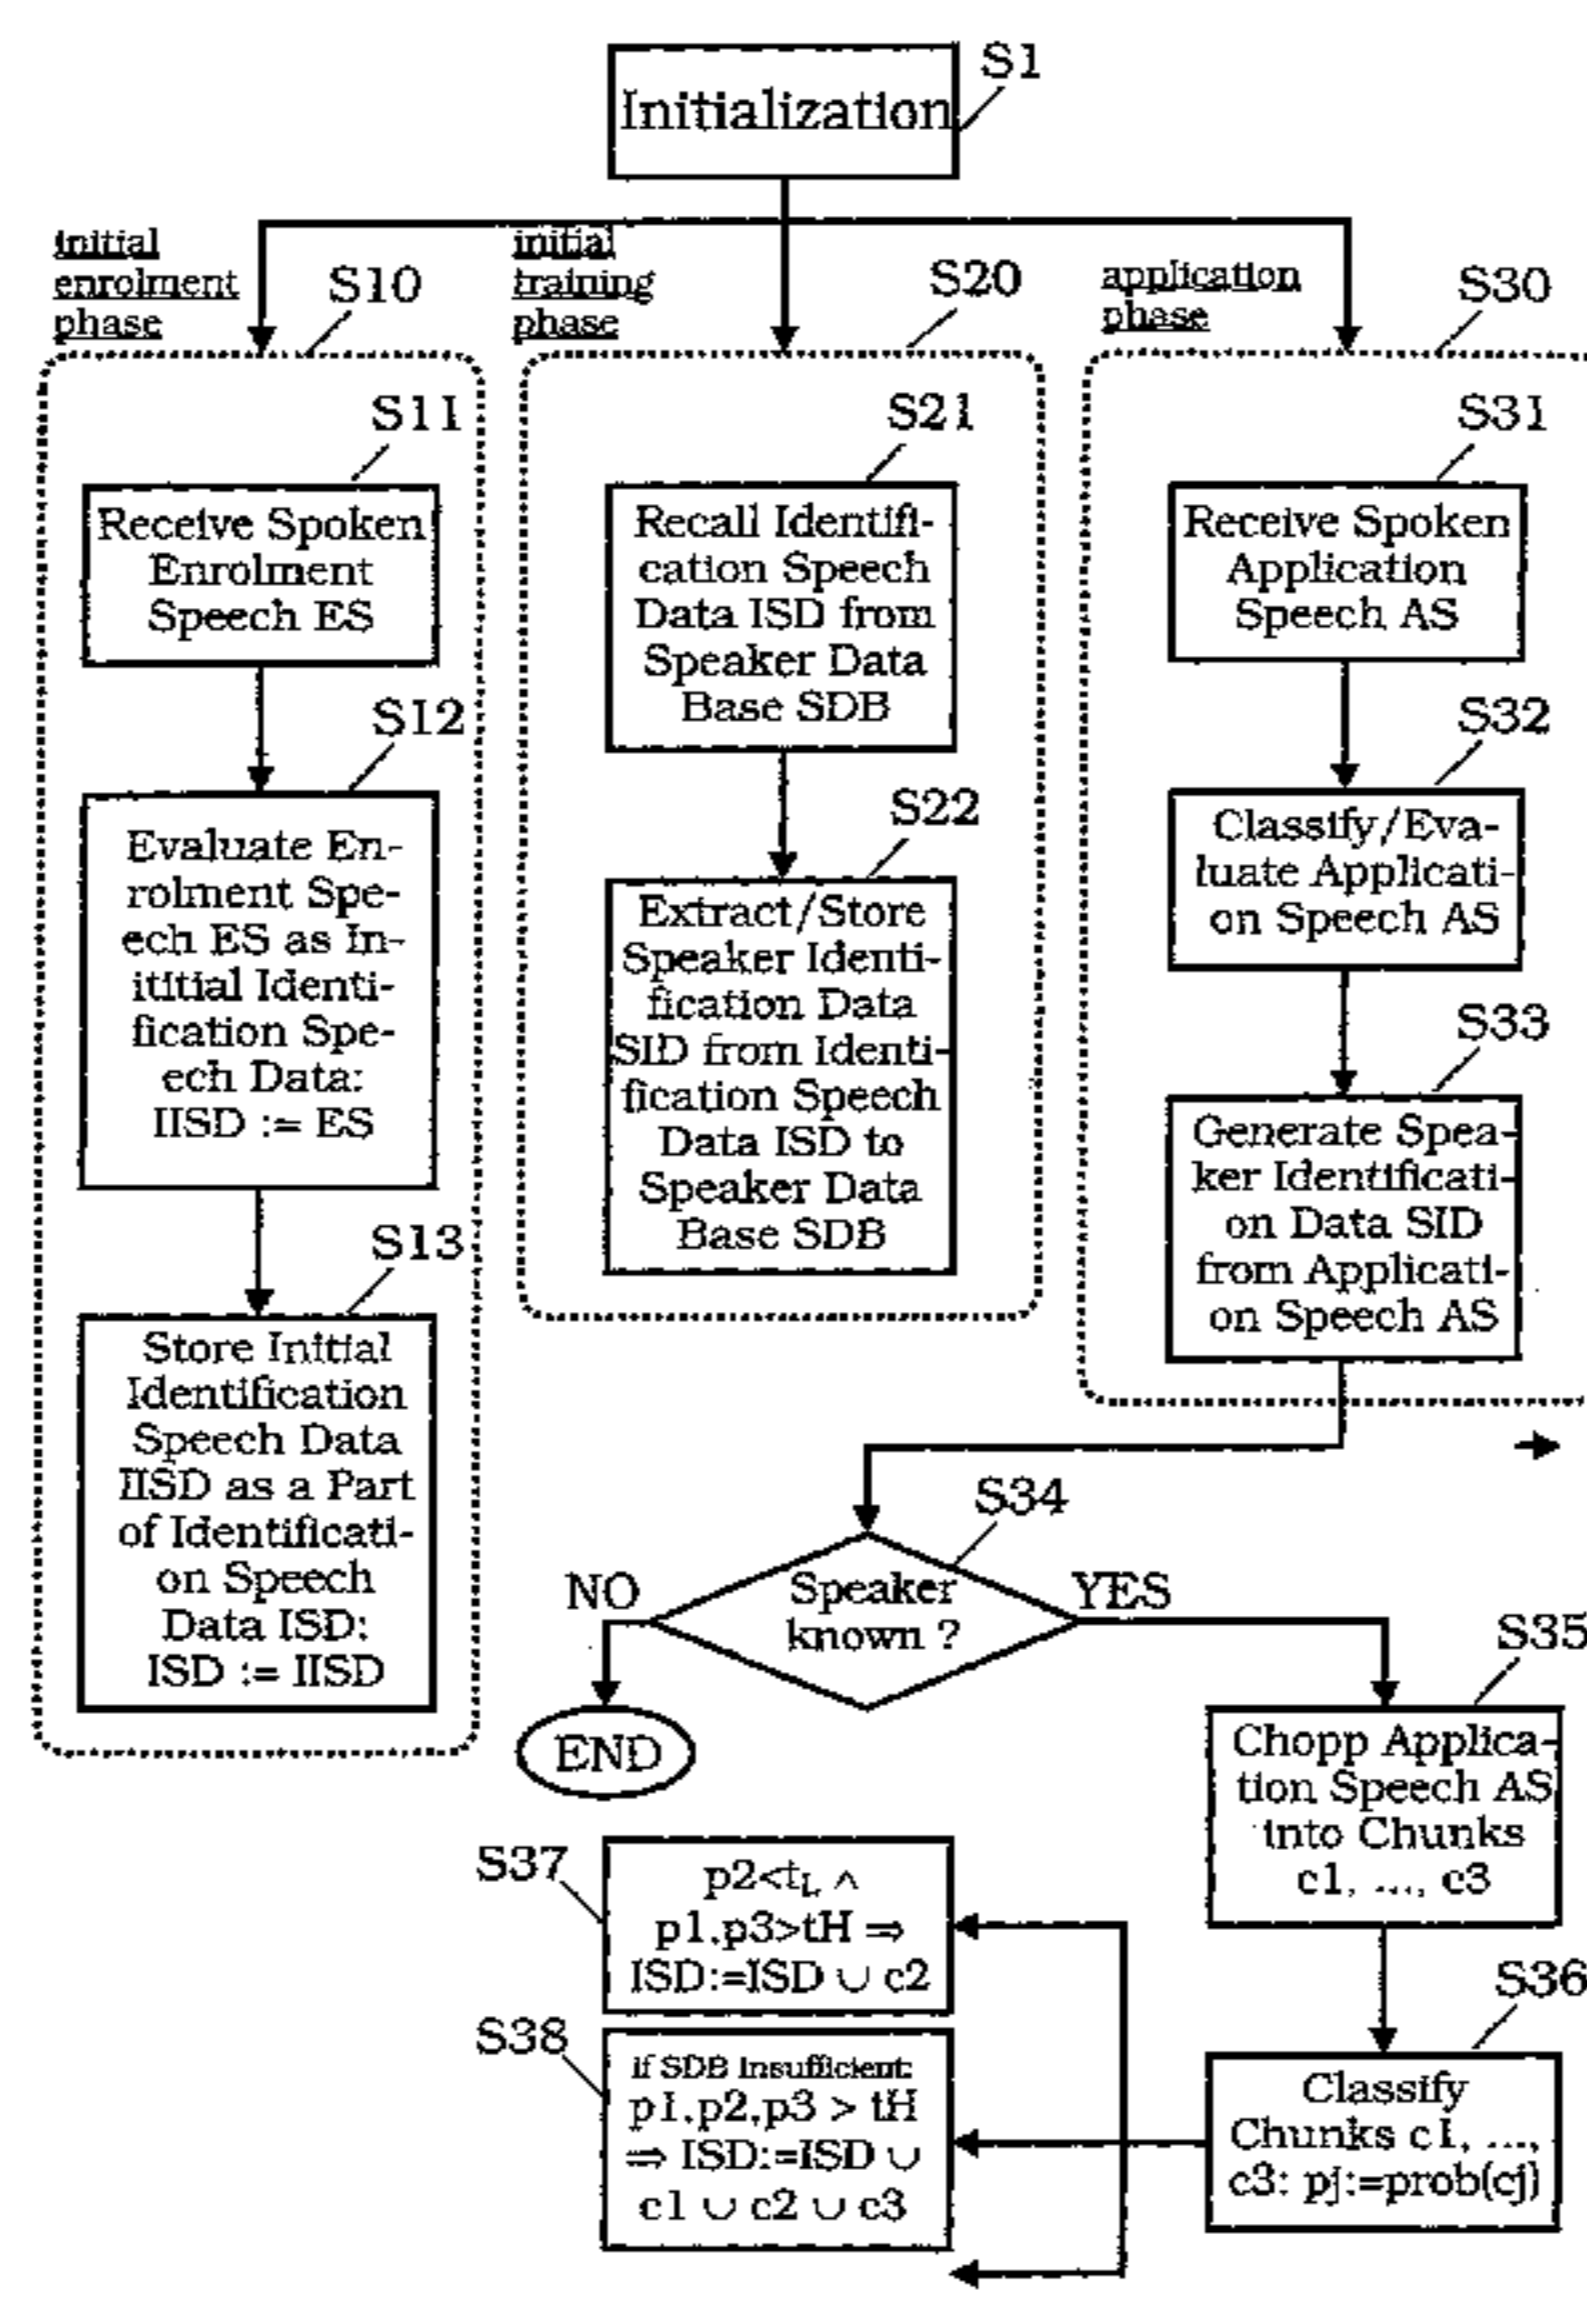 S1
Initialization
initial
enrolment
phase
S10
initial
training
phase
S20
application
phase
S30
S11
Receive Spoken
Enrolment
Speech ES
S12
Evaluate En-
rolment Spe-
ech ES as In-
ititial Identi-
fication Spe-
ech Data:
IISD := ES
S13
Store Initial
Identification
Speech Data
IISD as a Part
of Identificati-
on Speech
Data ISD:
ISD := IISD
S21
Recall Identifi-
cation Speech
Data ISD from
Speaker Data
Base SDB
S22
Extract/Store
Speaker Identi-
fication Data
SID from Identi-
fication Speech
Data ISD to
Speaker Data
Base SDB
S31
Receive Spoken
Application
Speech AS
S32
Classify/Eva-
luate Applicati-
on Speech AS
S33
Generate Spea-
ker Identificati-
on Data SID
from Applicati-
on Speech AS
S34
NO
Speaker
known ?
YES
END
S35
Chopp Applica-
tion Speech AS
into Chunks
c1, ..., c3
S36
Classify
Chunks c1, ...,
c3: pj:=prob(cj)
S37
p2<tL ∧
p1,p3>tH ⇒
ISD:=ISD ∪ c2
S38
if SDB insufficient:
p1,p2,p3 > tH
⇒ ISD:=ISD ∪
c1 ∪ c2 ∪ c3